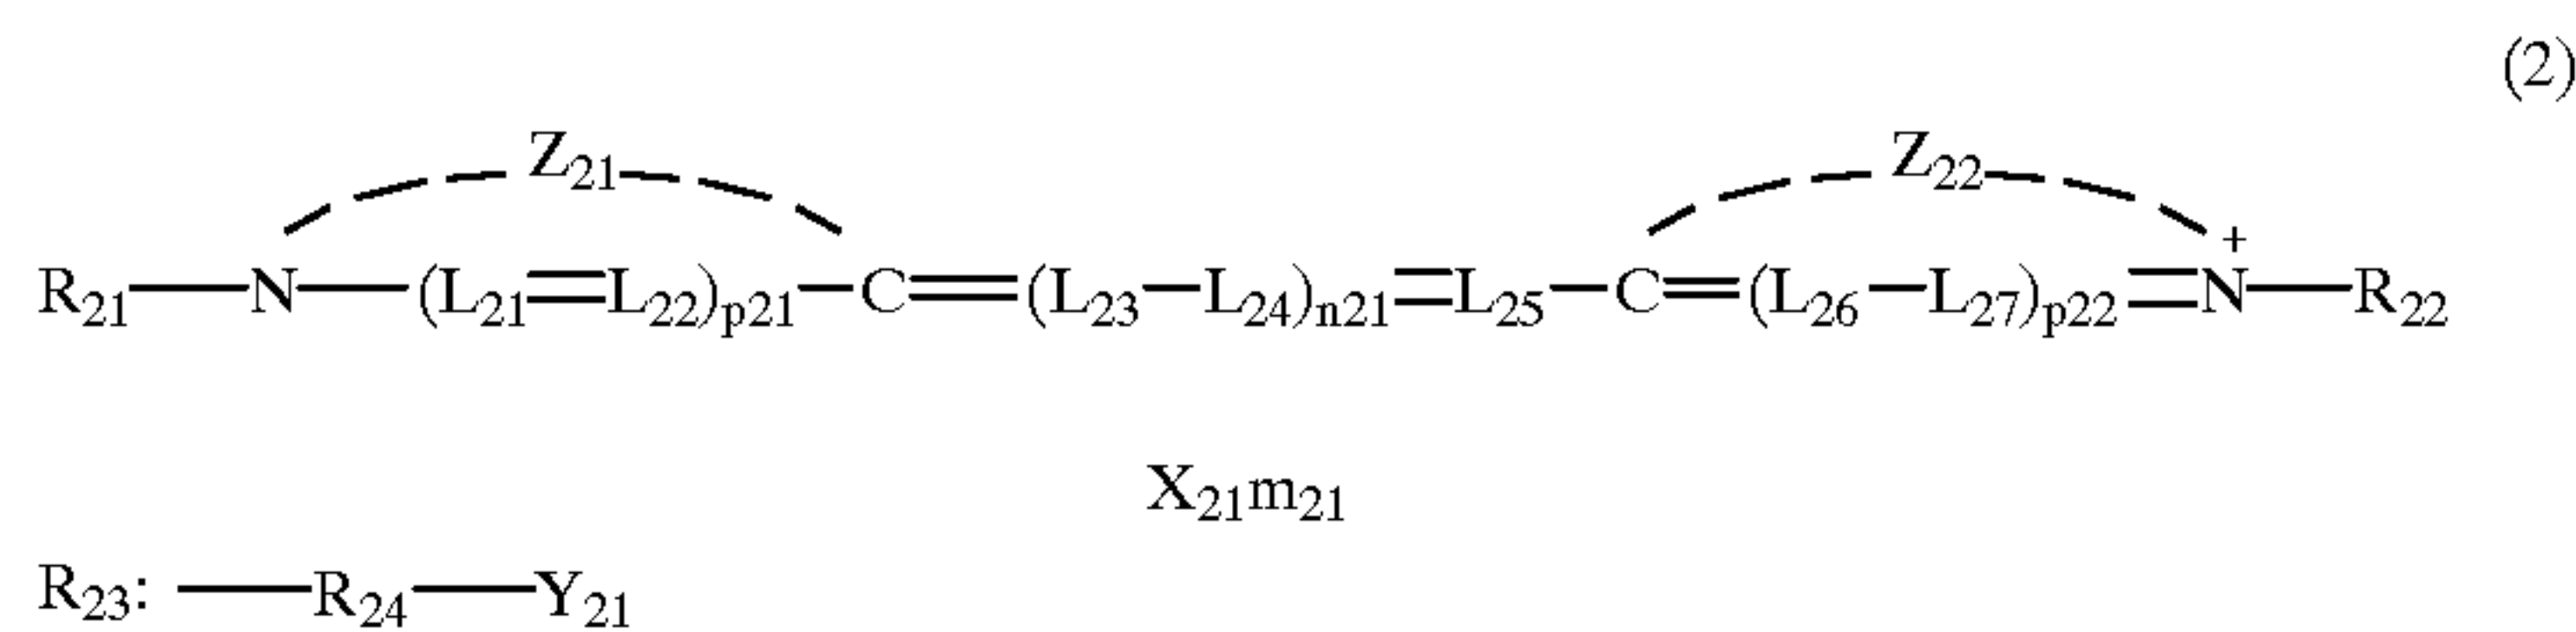 (2)
Z21 Z22
R21—N—(L21=L22)p21—C=(L23—L24)n21=L25—C=(L26—L27)p22=N+—R22
X21m21
R23: —R24—Y21